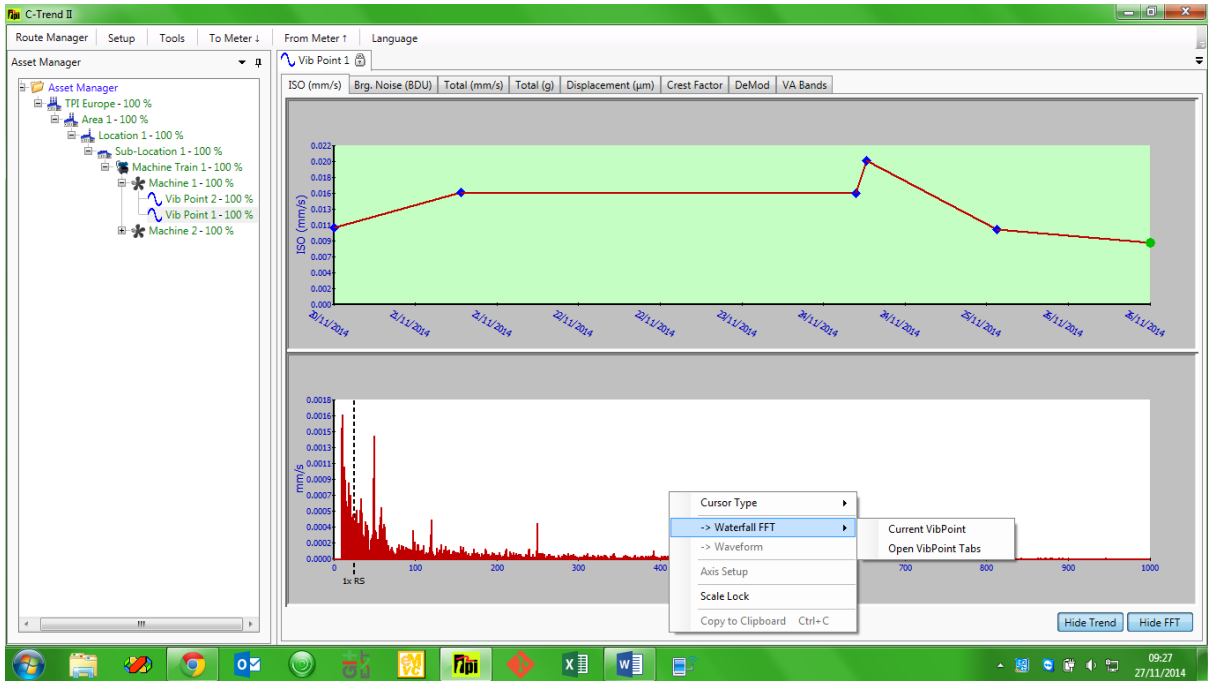 tpi C-Trend II
Route Manager Setup Tools To Meter ↓ From Meter ↑ Language
Asset Manager
Vib Point 1
ISO (mm/s) Brg. Noise (BDU) Total (mm/s) Total (g) Displacement (µm) Crest Factor DeMod VA Bands
Asset Manager
TPI Europe - 100 %
Area 1 - 100 %
Location 1 - 100 %
Sub-Location 1 - 100 %
Machine Train 1 - 100 %
Machine 1 - 100 %
Vib Point 2 - 100 %
Vib Point 1 - 100 %
Machine 2 - 100 %
ISO (mm/s)
0.022
0.020
0.018
0.016
0.013
0.011
0.009
0.007
0.004
0.002
0.000
20/11/2014 21/11/2014 21/11/2014 22/11/2014 22/11/2014 23/11/2014 24/11/2014 24/11/2014 25/11/2014 26/11/2014 26/11/2014
mm/s
0.0018
0.0016
0.0015
0.0013
0.0011
0.0009
0.0007
0.0005
0.0004
0.0002
0.0000
0 100 200 300 400 700 800 900 1000
1x RS
Cursor Type
-> Waterfall FFT
-> Waveform
Axis Setup
Scale Lock
Copy to Clipboard Ctrl+C
Current VibPoint
Open VibPoint Tabs
Hide Trend Hide FFT
tpi
09:27
27/11/2014